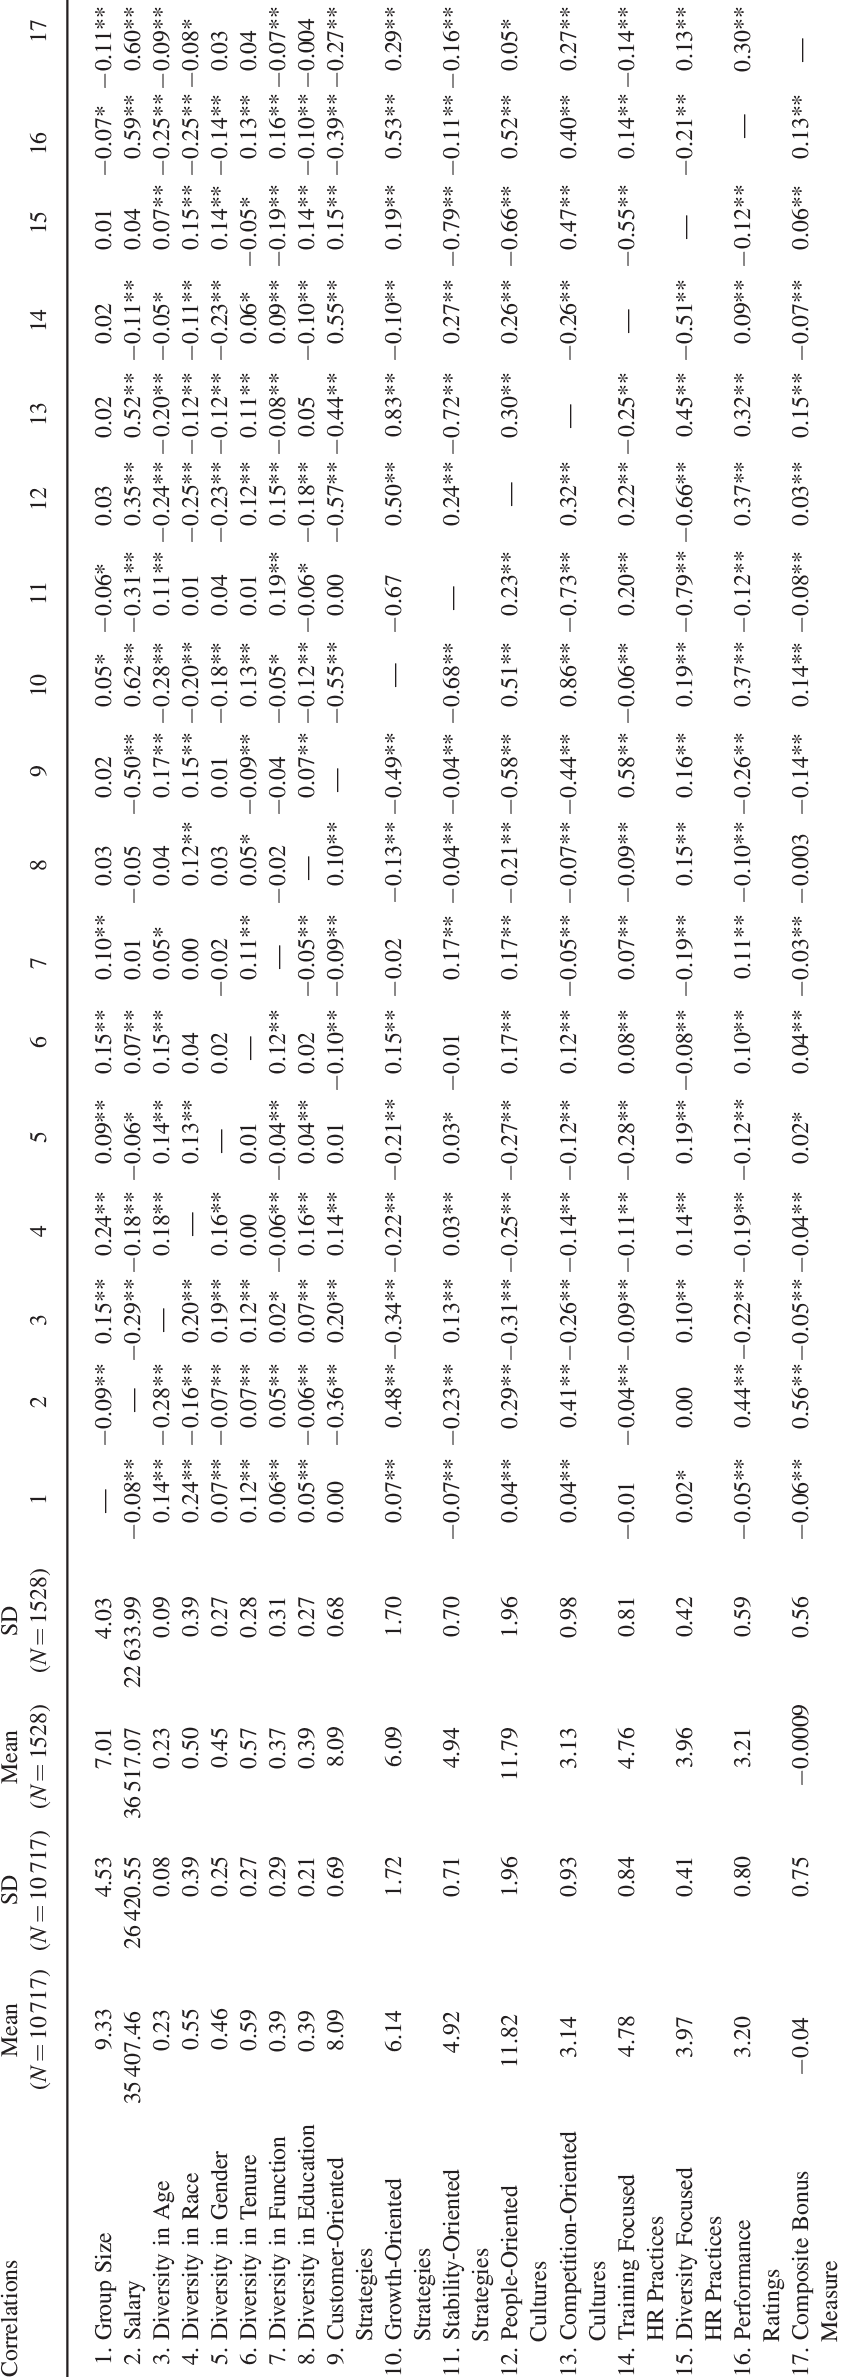 Correlations Mean SD Mean SD 1 2 3 4 5 6 7 8 9 10 11 12 13 14 15 16 17
(N = 10 717) (N = 10 717) (N = 1528) (N = 1528)
1. Group Size 9.33 4.53 7.01 4.03 — −0.09** 0.15** 0.24** 0.09** 0.15** 0.10** 0.03 0.02 0.05* −0.06* 0.03 0.02 0.02 0.01 −0.07* −0.11**
2. Salary 35 407.46 26 420.55 36 517.07 22 633.99 −0.08** — −0.29** −0.18** −0.06* 0.07** 0.01 −0.05 −0.50** 0.62** −0.31** 0.35** 0.52** −0.11** 0.04 0.59** 0.60**
3. Diversity in Age 0.23 0.08 0.23 0.09 0.14** −0.28** — 0.18** 0.14** 0.15** 0.05* 0.04 0.17** −0.28** 0.11** −0.24** −0.20** −0.05* 0.07** −0.25** −0.09**
4. Diversity in Race 0.55 0.39 0.50 0.39 0.24** −0.16** 0.20** — 0.13** 0.04 0.00 0.12** 0.15** −0.20** 0.01 −0.25** −0.12** −0.11** 0.15** −0.25** −0.08*
5. Diversity in Gender 0.46 0.25 0.45 0.27 0.07** −0.07** 0.19** 0.16** — 0.02 −0.02 0.03 0.01 −0.18** 0.04 −0.23** −0.12** −0.23** 0.14** −0.14** 0.03
6. Diversity in Tenure 0.59 0.27 0.57 0.28 0.12** 0.07** 0.12** 0.00 0.01 — 0.11** 0.05* −0.09** 0.13** 0.01 0.12** 0.11** 0.06* −0.05* 0.13** 0.04
7. Diversity in Function 0.39 0.29 0.37 0.31 0.06** 0.05** 0.02* −0.06** −0.04** 0.12** — −0.02 −0.04 −0.05* 0.19** 0.15** −0.08** 0.09** −0.19** 0.16** −0.07**
8. Diversity in Education 0.39 0.21 0.39 0.27 0.05** −0.06** 0.07** 0.16** 0.04** 0.02 −0.05** — 0.07** −0.12** −0.06* −0.18** 0.05 −0.10** 0.14** −0.10** −0.004
9. Customer-Oriented 8.09 0.69 8.09 0.68 0.00 −0.36** 0.20** 0.14** 0.01 −0.10** −0.09** 0.10** — −0.55** 0.00 −0.57** −0.44** 0.55** 0.15** −0.39** −0.27**
Strategies
10. Growth-Oriented 6.14 1.72 6.09 1.70 0.07** 0.48** −0.34** −0.22** −0.21** 0.15** −0.02 −0.13** −0.49** — −0.67 0.50** 0.83** −0.10** 0.19** 0.53** 0.29**
Strategies
11. Stability-Oriented 4.92 0.71 4.94 0.70 −0.07** −0.23** 0.13** 0.03** 0.03* −0.01 0.17** −0.04** −0.04** −0.68** — 0.24** −0.72** 0.27** −0.79** −0.11** −0.16**
Strategies
12. People-Oriented 11.82 1.96 11.79 1.96 0.04** 0.29** −0.31** −0.25** −0.27** 0.17** 0.17** −0.21** −0.58** 0.51** 0.23** — 0.30** 0.26** −0.66** 0.52** 0.05*
Cultures
13. Competition-Oriented 3.14 0.93 3.13 0.98 0.04** 0.41** −0.26** −0.14** −0.12** 0.12** −0.05** −0.07** −0.44** 0.86** −0.73** 0.32** — −0.26** 0.47** 0.40** 0.27**
Cultures
14. Training Focused 4.78 0.84 4.76 0.81 −0.01 −0.04** −0.09** −0.11** −0.28** 0.08** 0.07** −0.09** 0.58** −0.06** 0.20** 0.22** −0.25** — −0.55** 0.14** −0.14**
HR Practices
15. Diversity Focused 3.97 0.41 3.96 0.42 0.02* 0.00 0.10** 0.14** 0.19** −0.08** −0.19** 0.15** 0.16** 0.19** −0.79** −0.66** 0.45** −0.51** — −0.21** 0.13**
HR Practices
16. Performance 3.20 0.80 3.21 0.59 −0.05** 0.44** −0.22** −0.19** −0.12** 0.10** 0.11** −0.10** −0.26** 0.37** −0.12** 0.37** 0.32** 0.09** −0.12** — 0.30**
Ratings
17. Composite Bonus −0.04 0.75 −0.0009 0.56 −0.06** 0.56** −0.05** −0.04** 0.02* 0.04** −0.03** −0.003 −0.14** 0.14** −0.08** 0.03** 0.15** −0.07** 0.06** 0.13** —
Measure